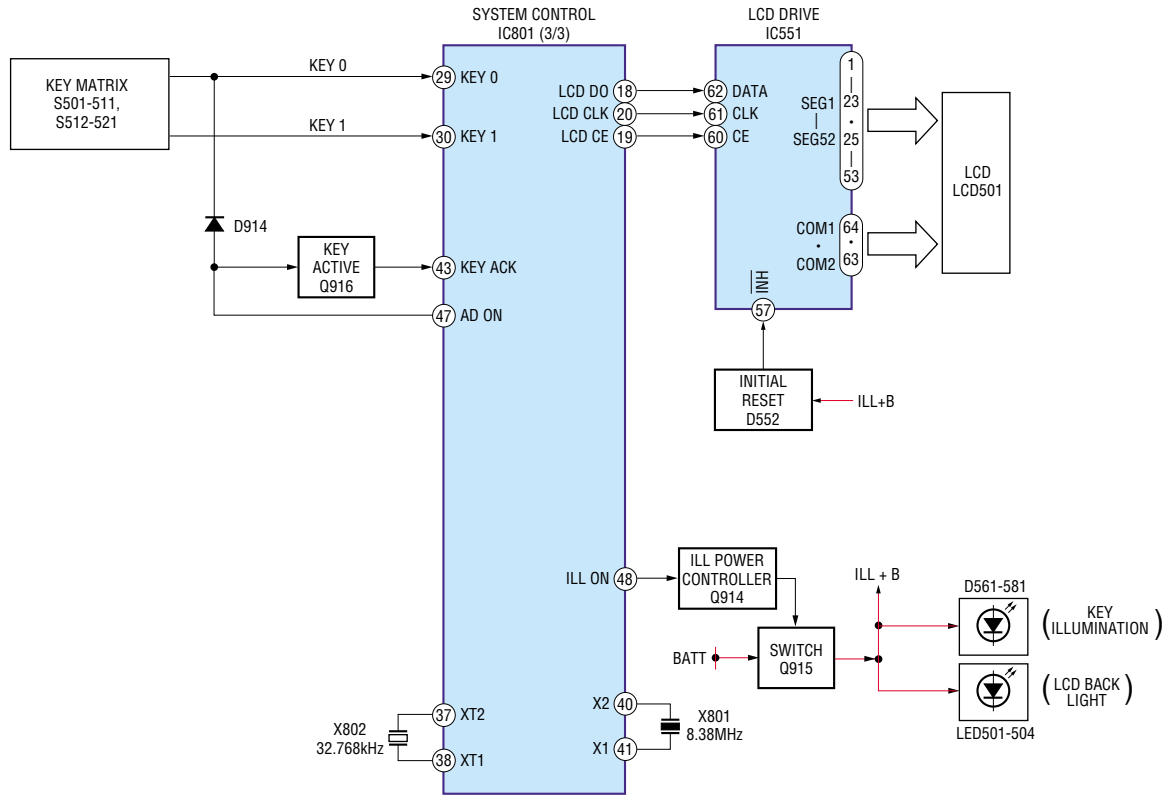 SYSTEM CONTROL
IC801 (3/3)
LCD DRIVE
IC551
KEY MATRIX
S501-511,
S512-521
KEY 0
KEY 1
29 KEY 0
30 KEY 1
LCD DO 18
LCD CLK 20
LCD CE 19
62 DATA
61 CLK
60 CE
SEG1
SEG52
1
23
25
53
COM1 64
COM2 63
LCD
LCD501
D914
KEY
ACTIVE
Q916
43 KEY ACK
47 AD ON
INH
57
INITIAL
RESET
D552
ILL+B
ILL ON 48
ILL POWER
CONTROLLER
Q914
BATT
SWITCH
Q915
ILL + B
D561-581
(KEY
ILLUMINATION)
(LCD BACK
LIGHT)
LED501-504
X802
32.768kHz
37 XT2
38 XT1
X2 40
X1 41
X801
8.38MHz